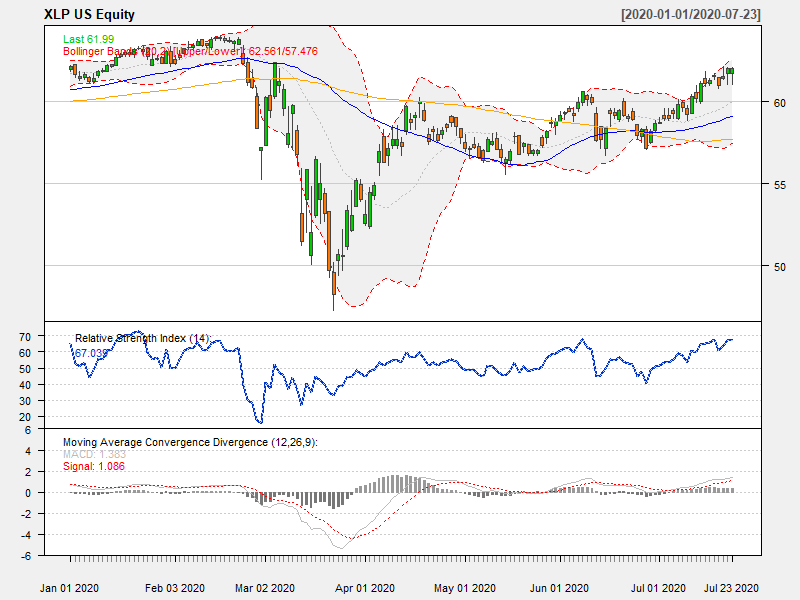 XLP US Equity [2020-01-01/2020-07-23]
Last 61.99
Bollinger Bands (20,2) [Upper/Lower]: 62.561/57.476
60
55
50
Relative Strength Index (14):
67.039
70
60
50
40
30
20
Moving Average Convergence Divergence (12,26,9):
MACD: 1.383
Signal: 1.086
6
4
2
0
-2
-4
-6
Jan 01 2020 Feb 03 2020 Mar 02 2020 Apr 01 2020 May 01 2020 Jun 01 2020 Jul 01 2020 Jul 23 2020